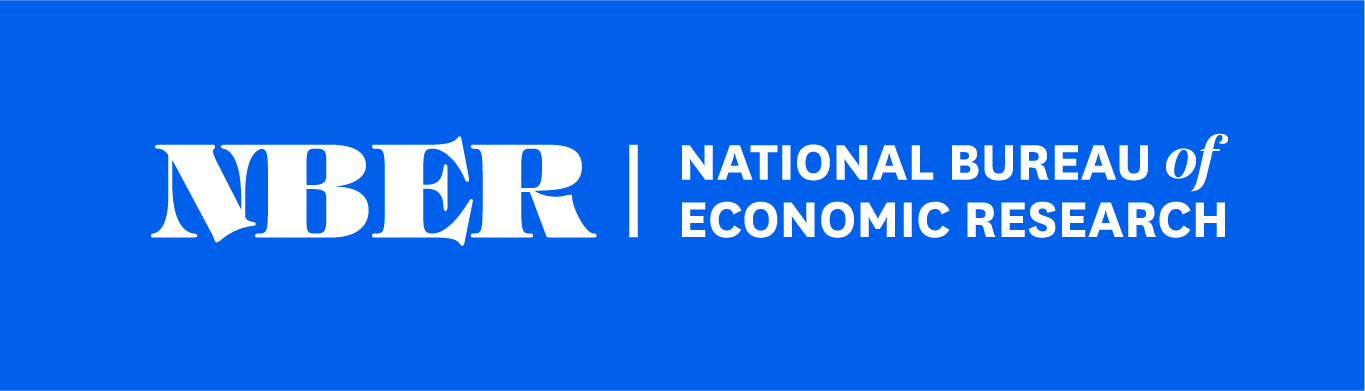 NBER
NATIONAL BUREAU of
ECONOMIC RESEARCH